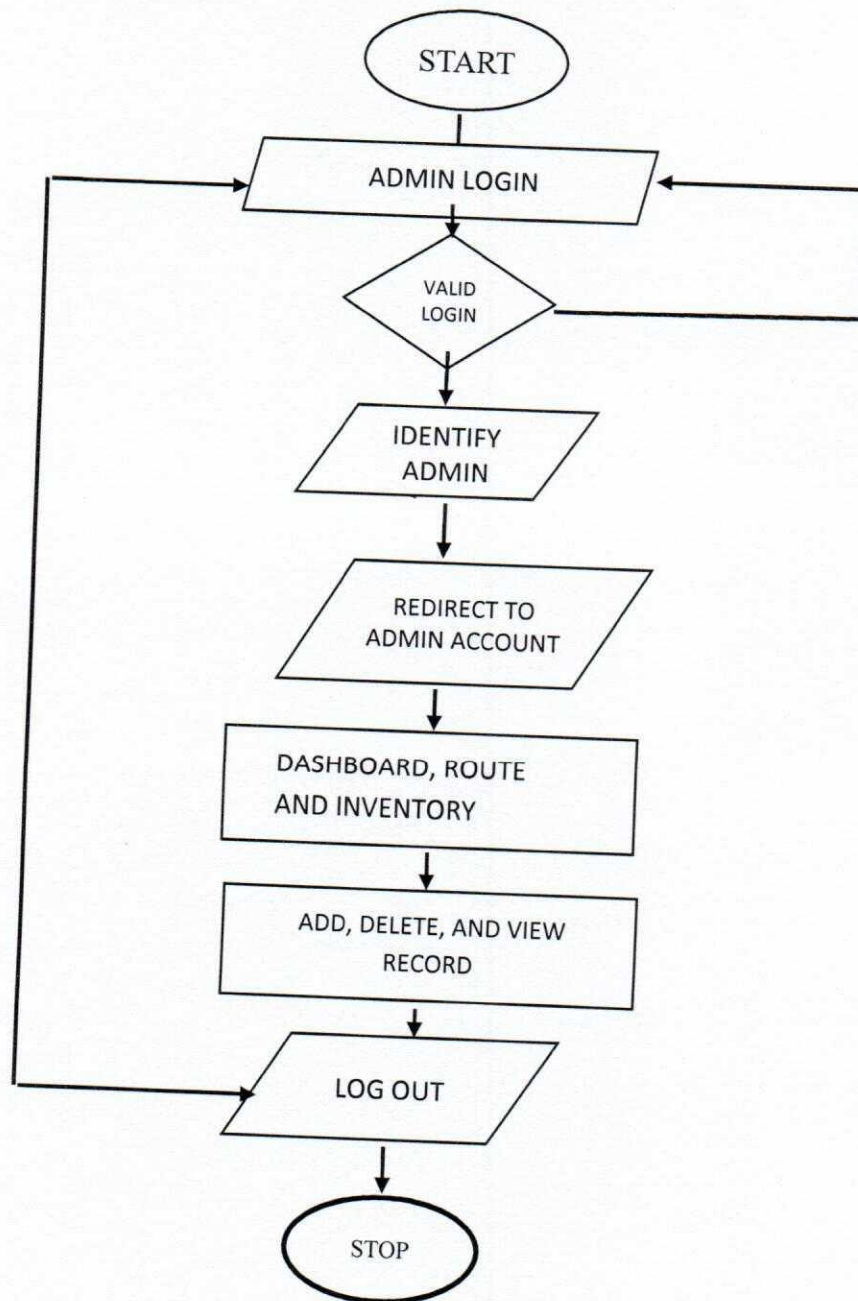 START
ADMIN LOGIN
VALID
LOGIN
IDENTIFY
ADMIN
REDIRECT TO
ADMIN ACCOUNT
DASHBOARD, ROUTE
AND INVENTORY
ADD, DELETE, AND VIEW
RECORD
LOG OUT
STOP